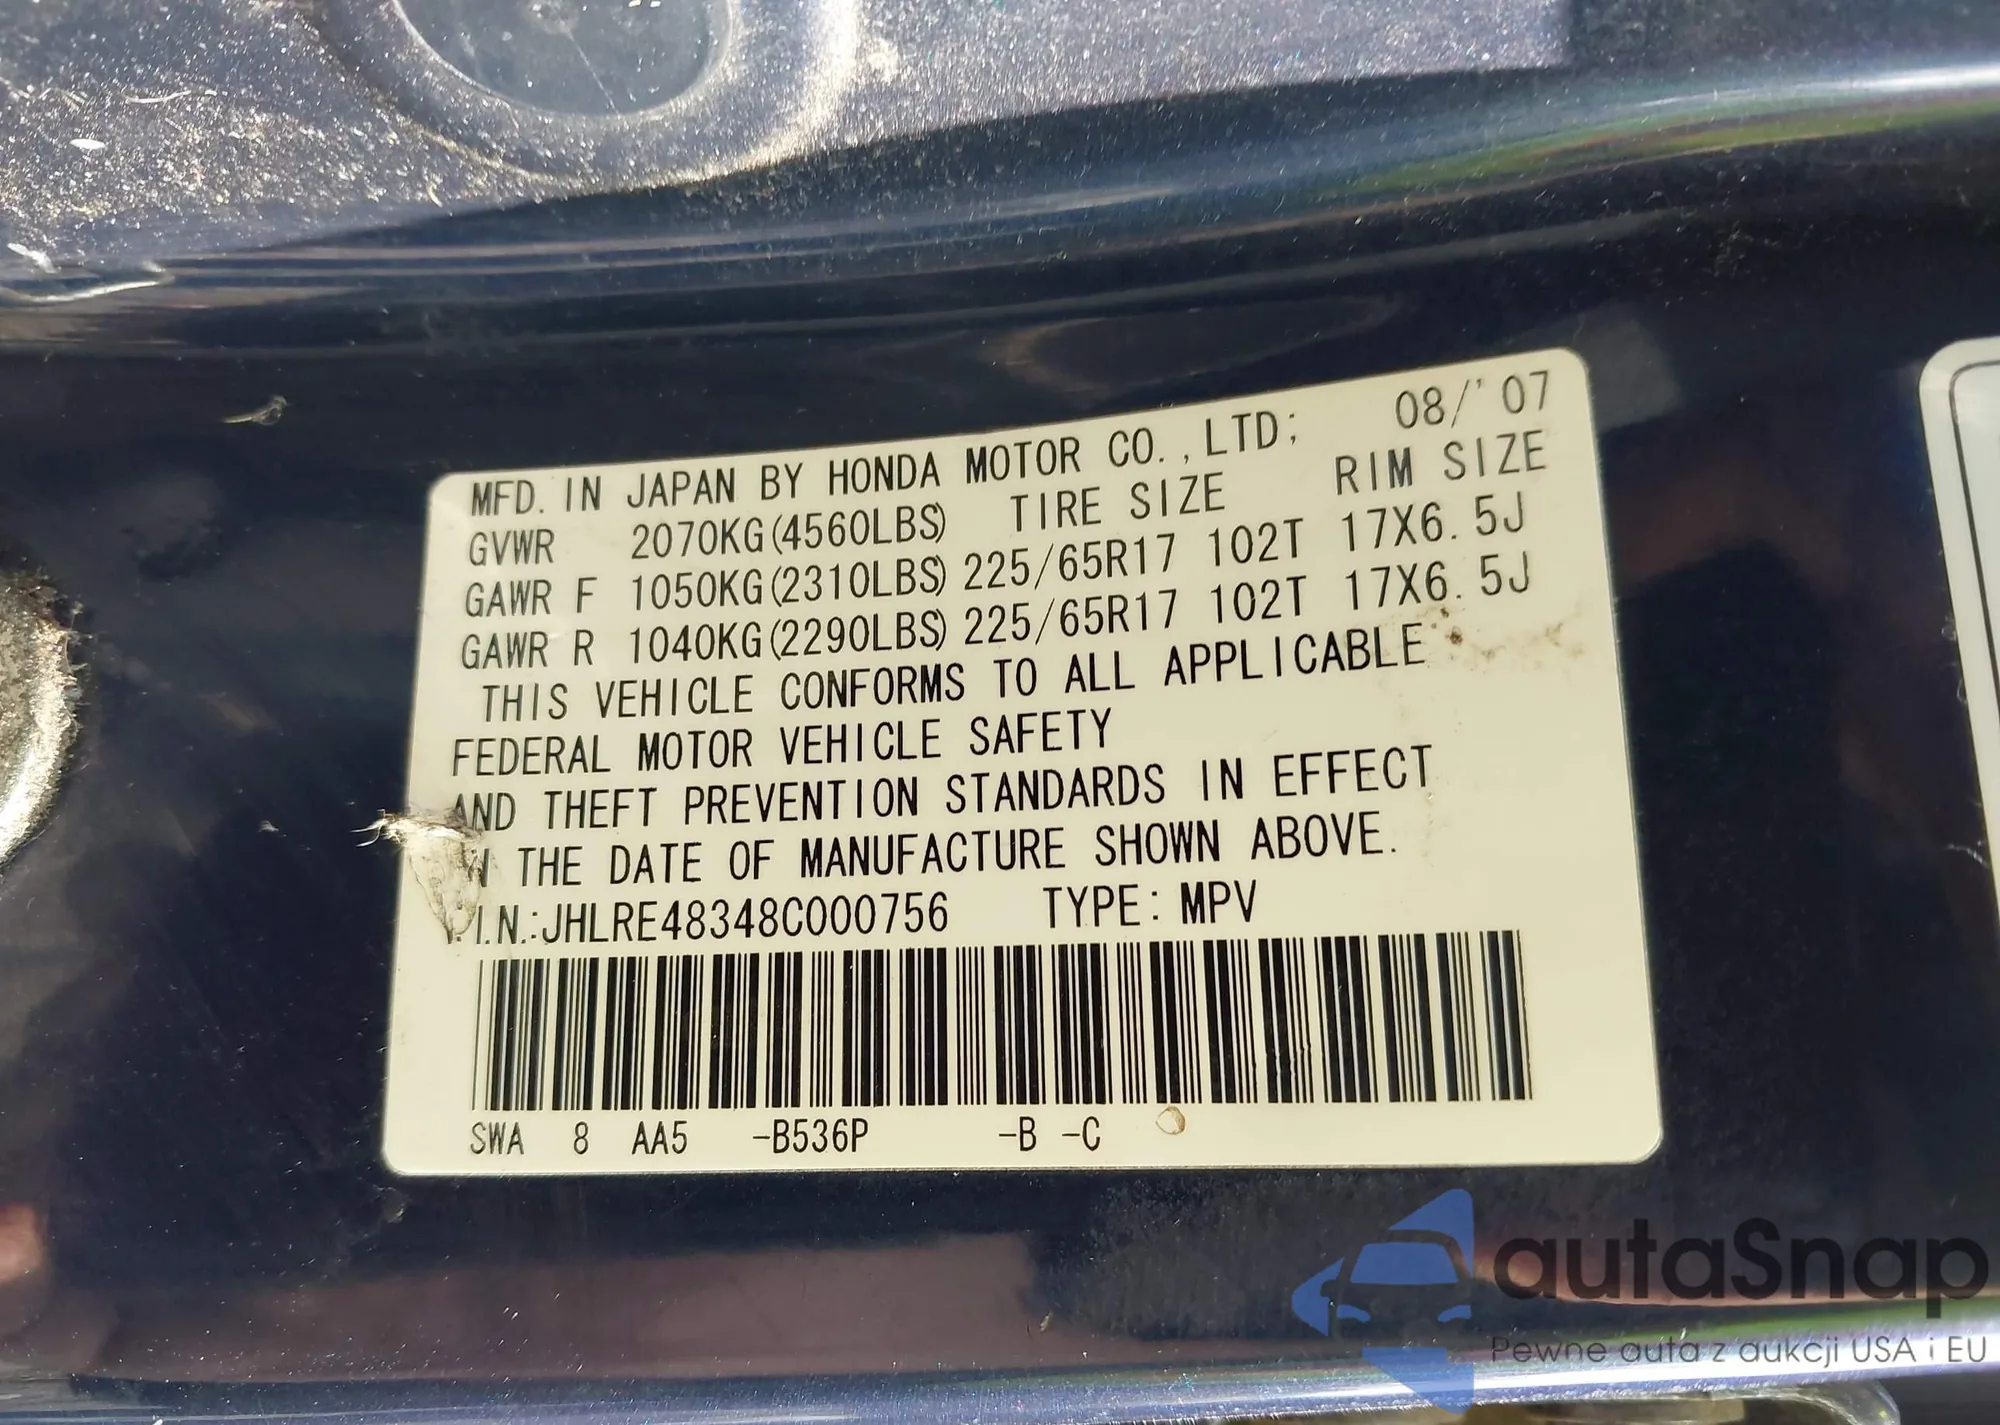 MFD. IN JAPAN BY HONDA MOTOR CO., LTD; 08/'07
GVWR 2070KG(4560LBS) TIRE SIZE RIM SIZE
GAWR F 1050KG(2310LBS) 225/65R17 102T 17X6.5J
GAWR R 1040KG(2290LBS) 225/65R17 102T 17X6.5J
THIS VEHICLE CONFORMS TO ALL APPLICABLE
FEDERAL MOTOR VEHICLE SAFETY
AND THEFT PREVENTION STANDARDS IN EFFECT
THE DATE OF MANUFACTURE SHOWN ABOVE.
.I.N.:JHLRE48348C000756 TYPE: MPV
SWA 8 AA5 -B536P -B -C
autaSnap
Pewne auta z aukcji USA i EU